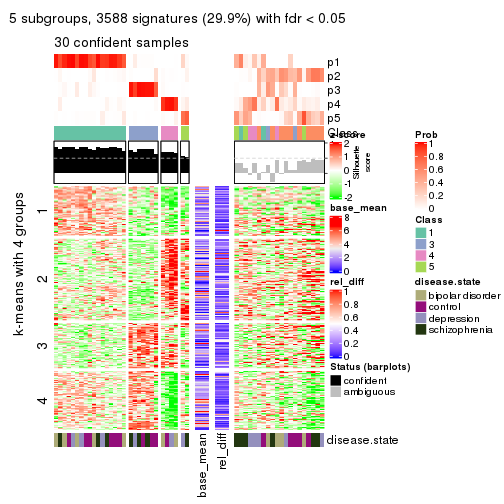 5 subgroups, 3588 signatures (29.9%) with fdr < 0.05
30 confident samples
p1
p2
p3
p4
p5
Class
z-score
2
1
0
-1
-2
Silhouette
score
base_mean
8
6
4
2
0
rel_diff
1
0.8
0.6
0.4
0.2
0
Status (barplots)
confident
ambiguous
Prob
1
0.8
0.6
0.4
0.2
0
Class
1
3
4
5
disease.state
bipolar disorder
control
depression
schizophrenia
k-means with 4 groups
1
2
3
4
disease.state
base_mean
rel_diff